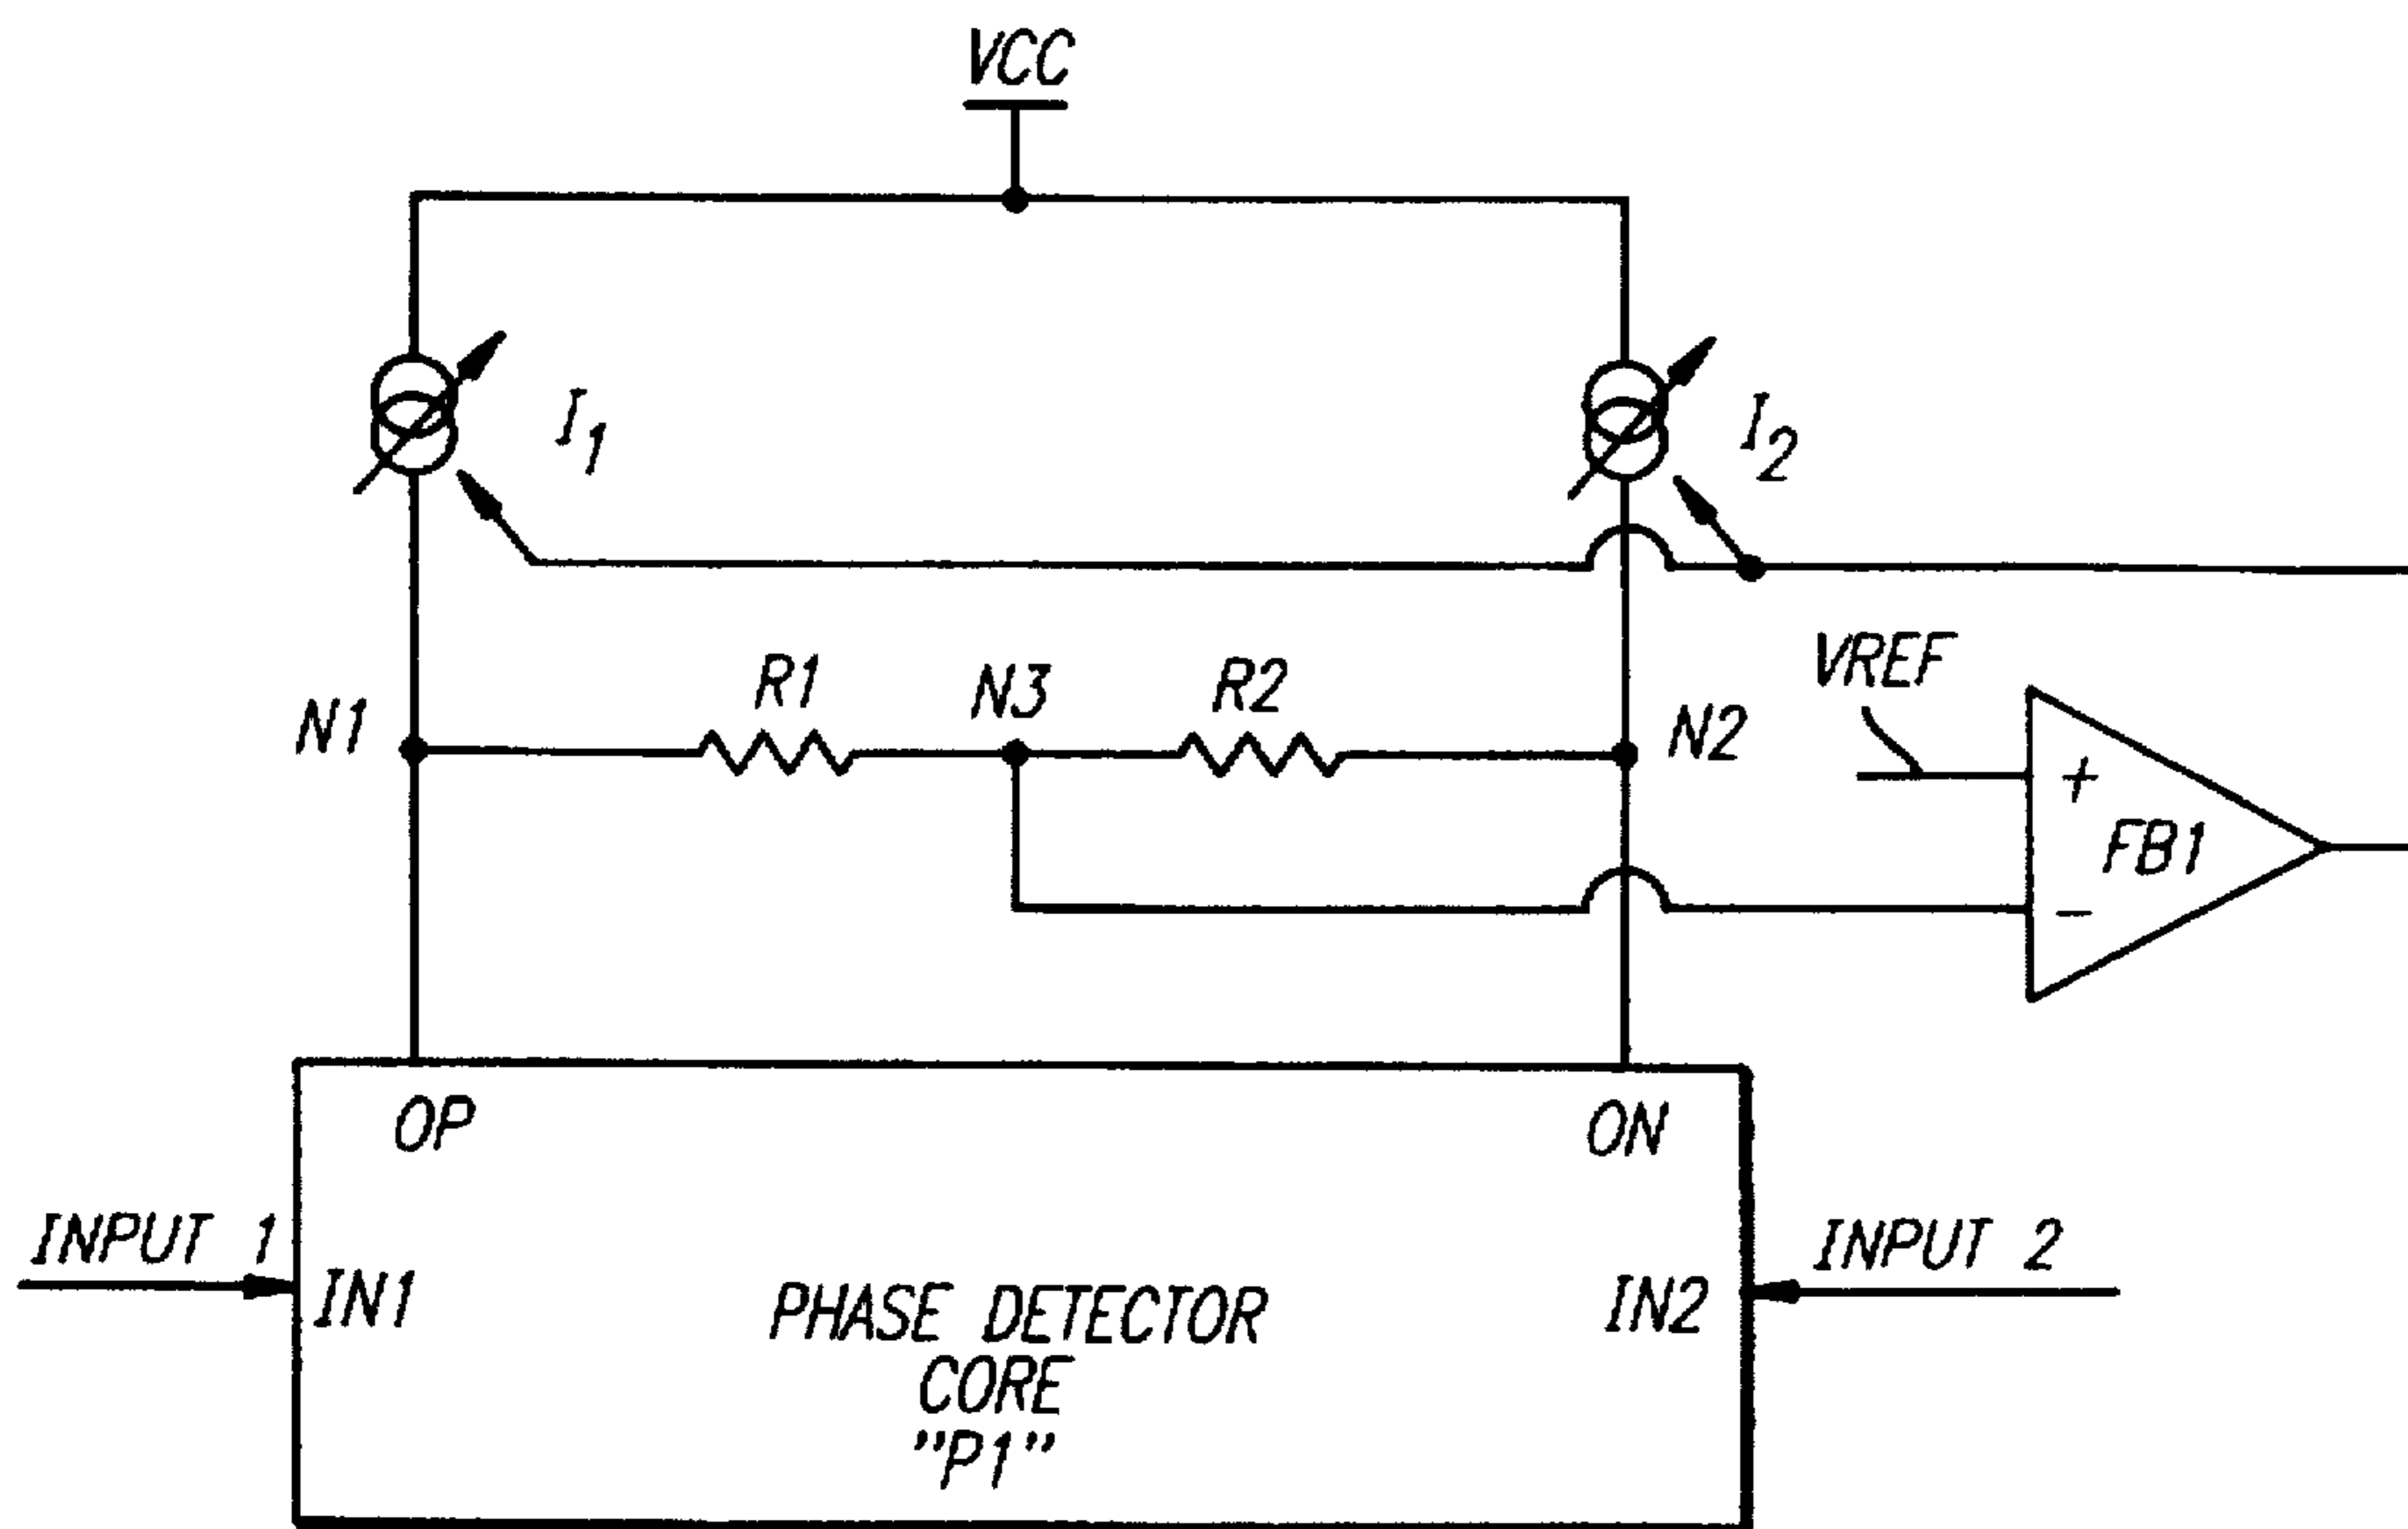 VCC
I1
I2
VREF
R1
N3
R2
N1
N2
+
FB1
−
OP
ON
INPUT 1
INPUT 2
IN1
IN2
PHASE DETECTOR
CORE
"P1"